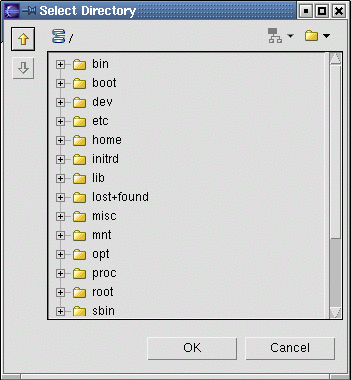 Select Directory
/
bin
boot
dev
etc
home
initrd
lib
lost+found
misc
mnt
opt
proc
root
sbin
OK
Cancel